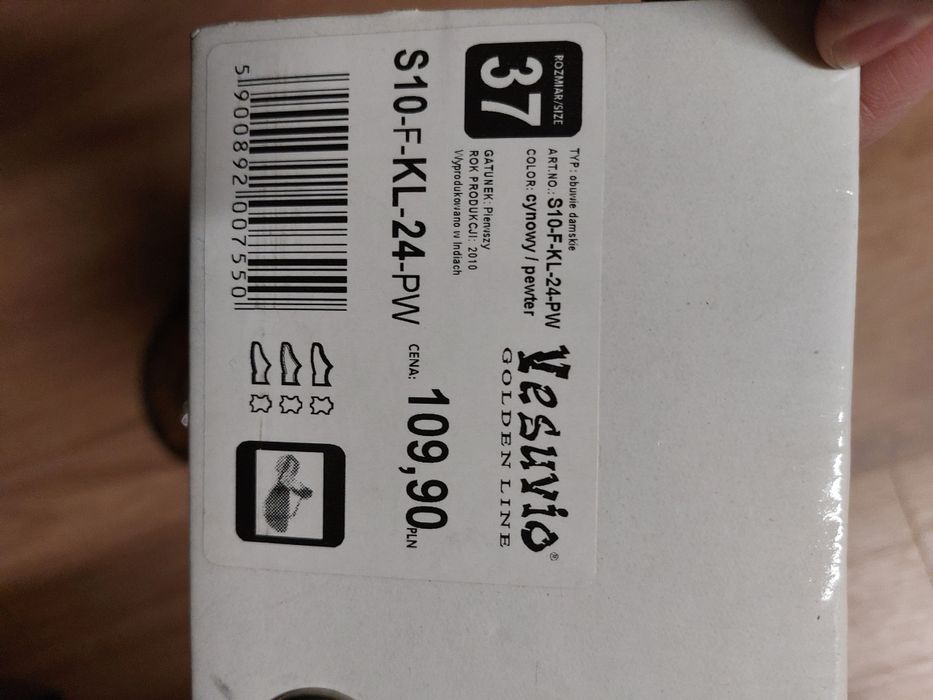 ROZMIAR/SIZE
37
TYP: obuwie damskie
ART.NO.: S10-F-KL-24-PW
COLOR: cynowy / pewter
GATUNEK: Pierwszy
ROK PRODUKCJI: 2010
Wyprodukowano w Indiach
Vesuvio®
GOLDEN LINE
S10-F-KL-24-PW
CENA: 109,90 PLN
5 900892 007550